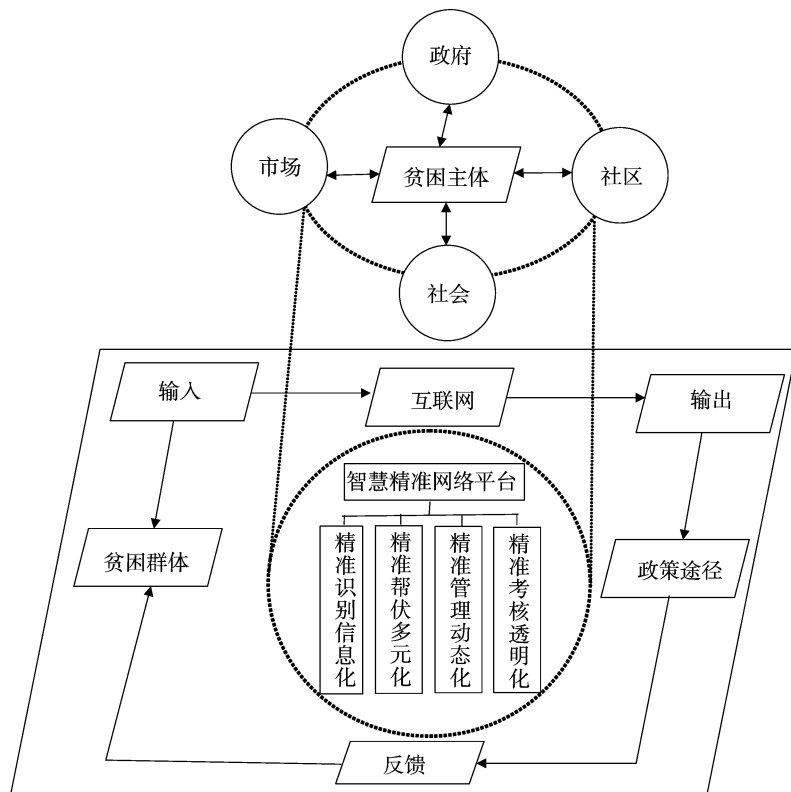 政府
市场
贫困主体
社区
社会
输入
互联网
输出
智慧精准网络平台
贫困群体
精准识别信息化
精准帮伏多元化
精准管理动态化
精准考核透明化
政策途径
反馈